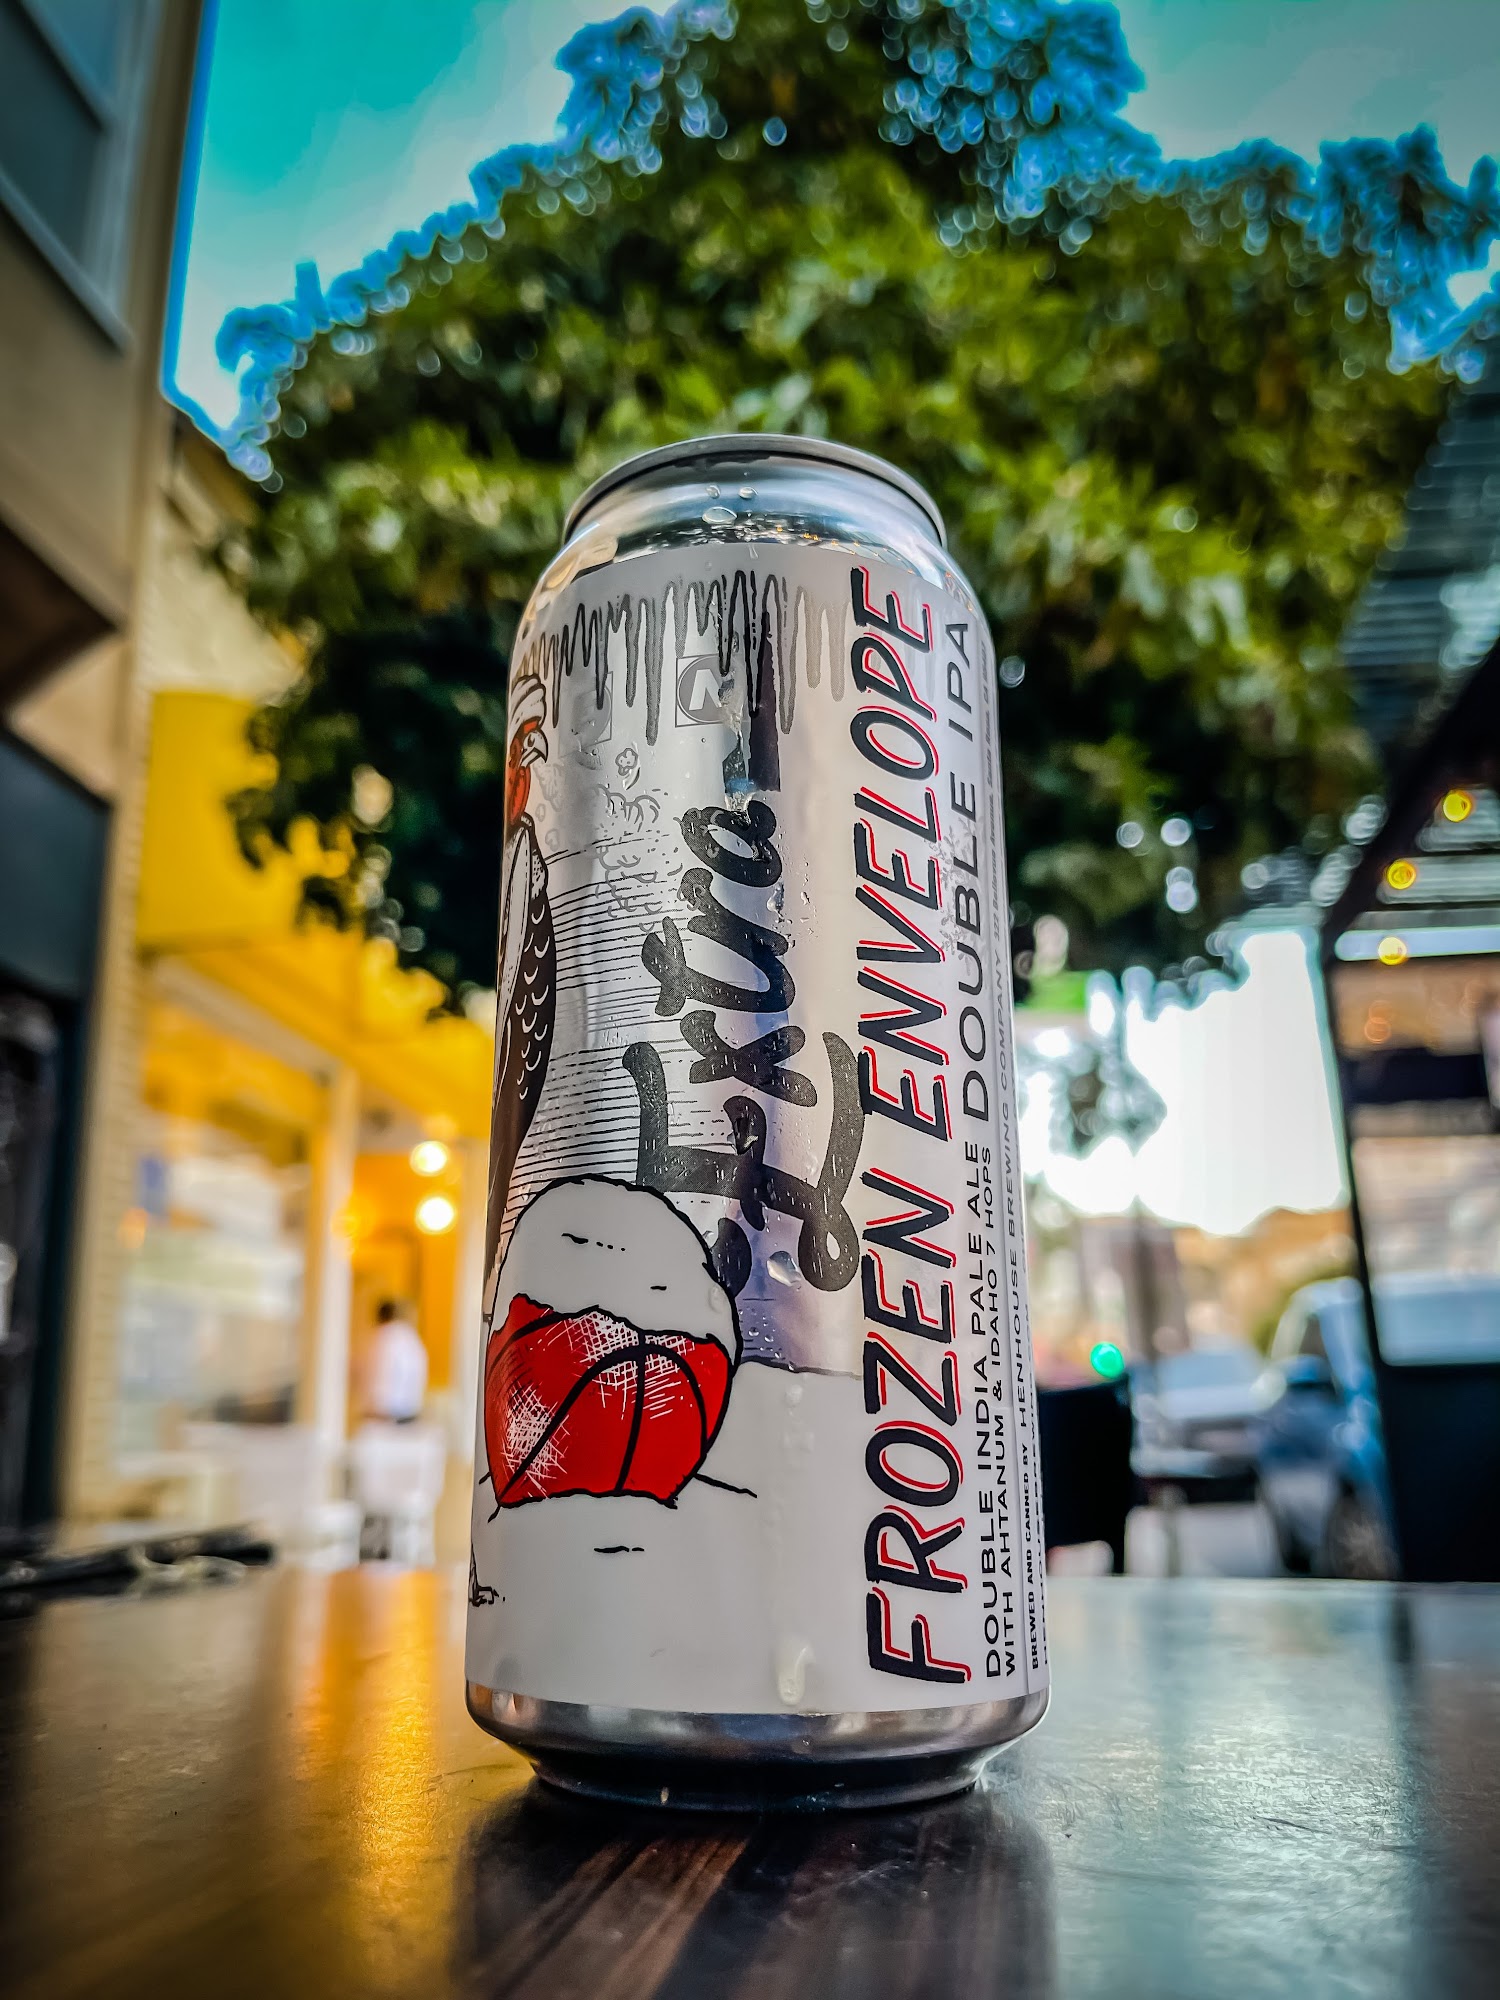 Extra
FROZEN ENVELOPE
DOUBLE INDIA PALE ALE DOUBLE IPA
WITH AHTANUM & IDAHO 7 HOPS
BREWED AND CANNED BY HENHOUSE BREWING COMPANY
N